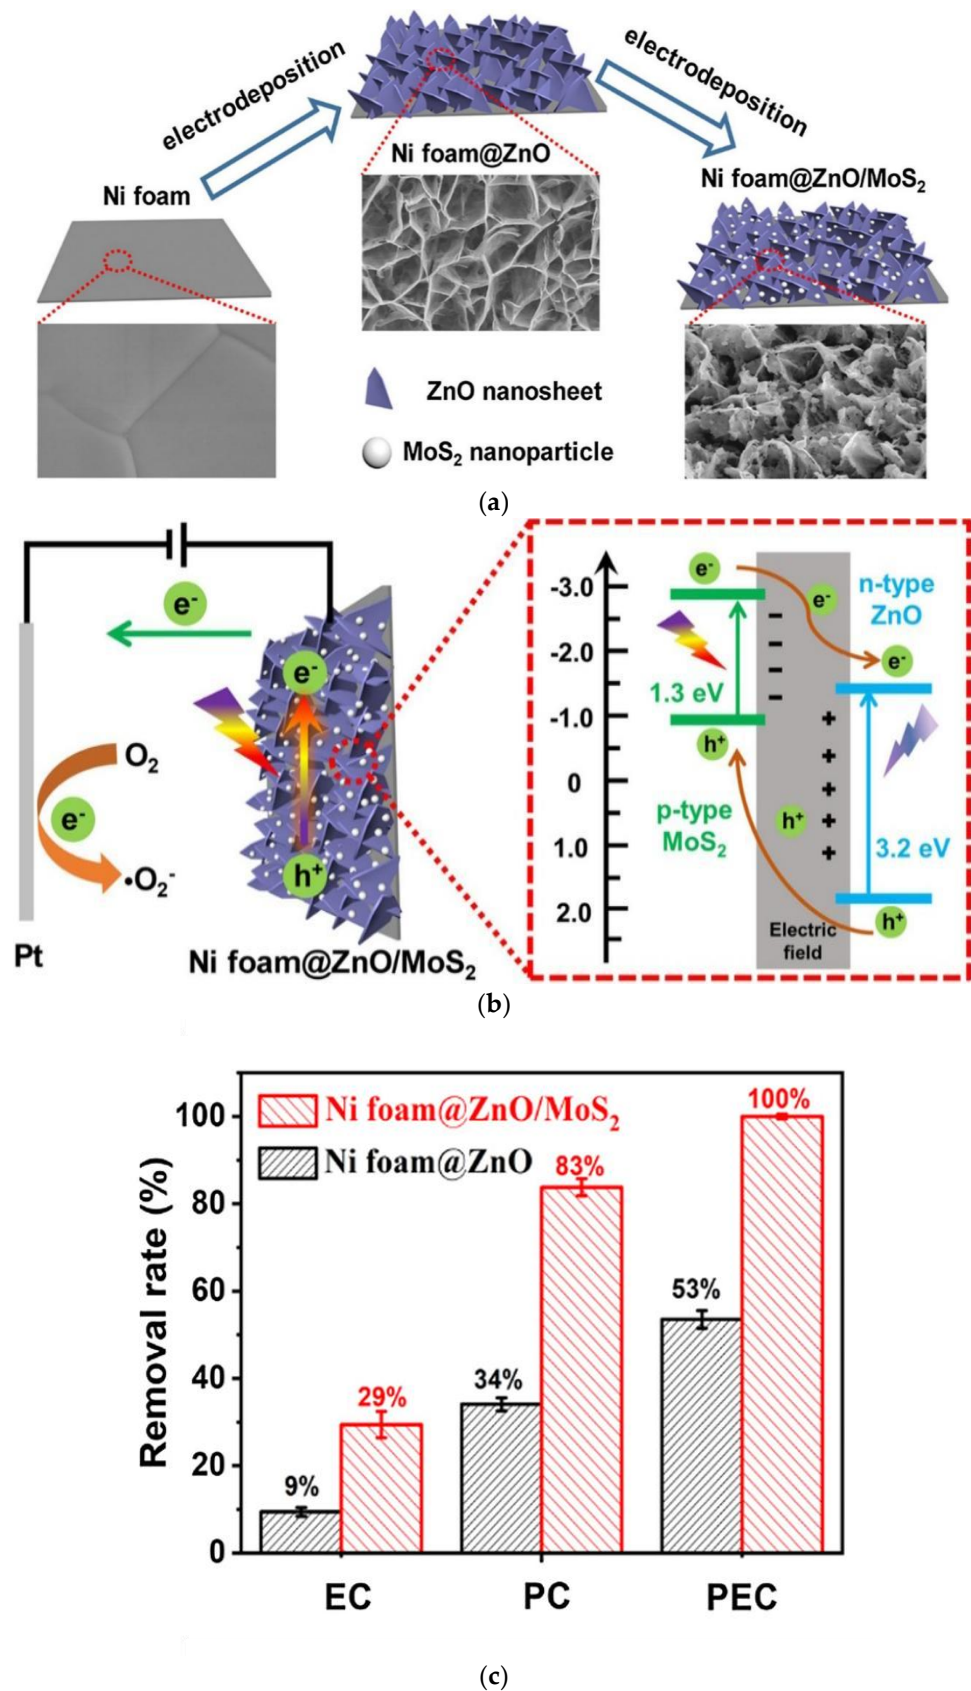 electrodeposition
electrodeposition
Ni foam@ZnO
Ni foam@ZnO/MoS₂
Ni foam
ZnO nanosheet
MoS₂ nanoparticle
(a)
e⁻
e⁻
O₂
e⁻
•O₂⁻
h⁺
Pt
Ni foam@ZnO/MoS₂
-3.0
-2.0
-1.0
0
1.0
2.0
e⁻
e⁻
n-type
ZnO
e⁻
1.3 eV
h⁺
p-type
MoS₂
h⁺
3.2 eV
h⁺
Electric
field
(b)
Ni foam@ZnO/MoS₂
Ni foam@ZnO
Removal rate (%)
100
80
60
40
20
0
9%
29%
34%
83%
53%
100%
EC
PC
PEC
(c)